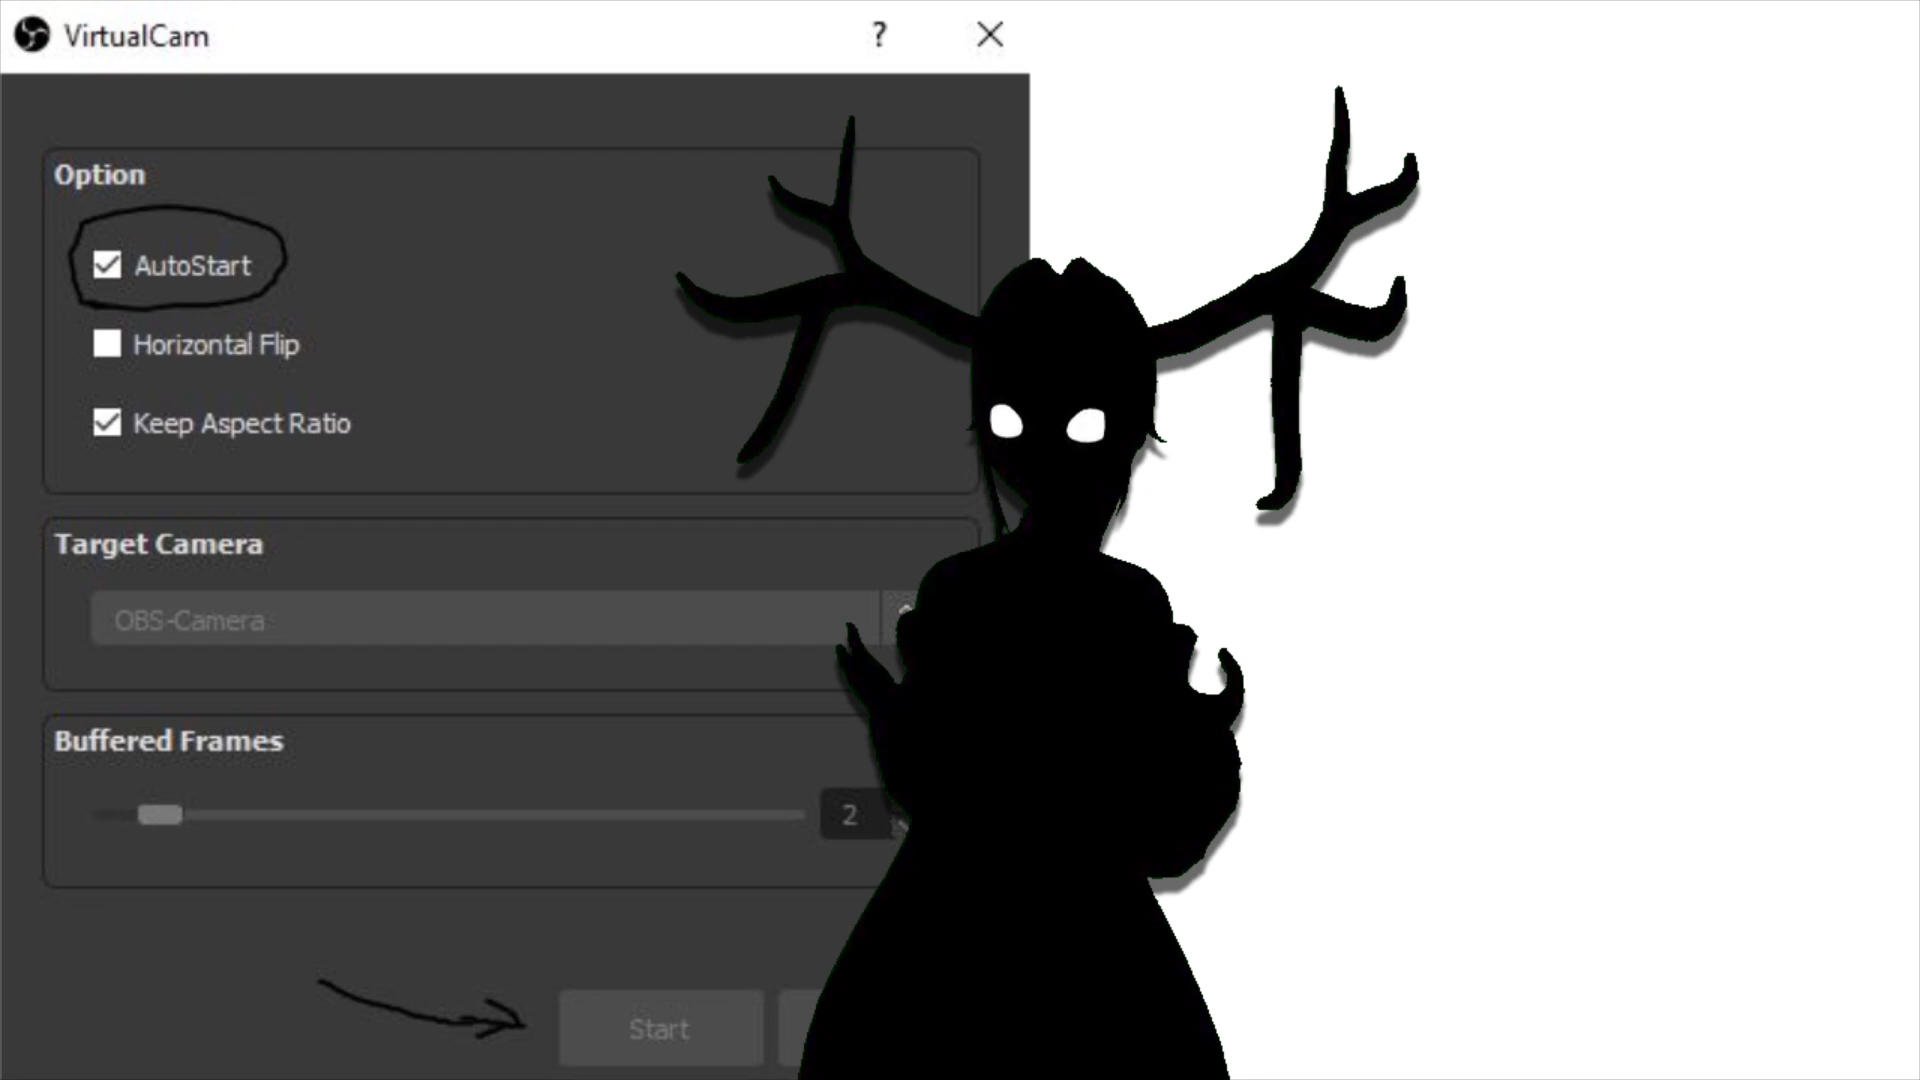 VirtualCam ?
Option
AutoStart
Horizontal Flip
Keep Aspect Ratio
Target Camera
OBS-Camera
Buffered Frames
2
Start